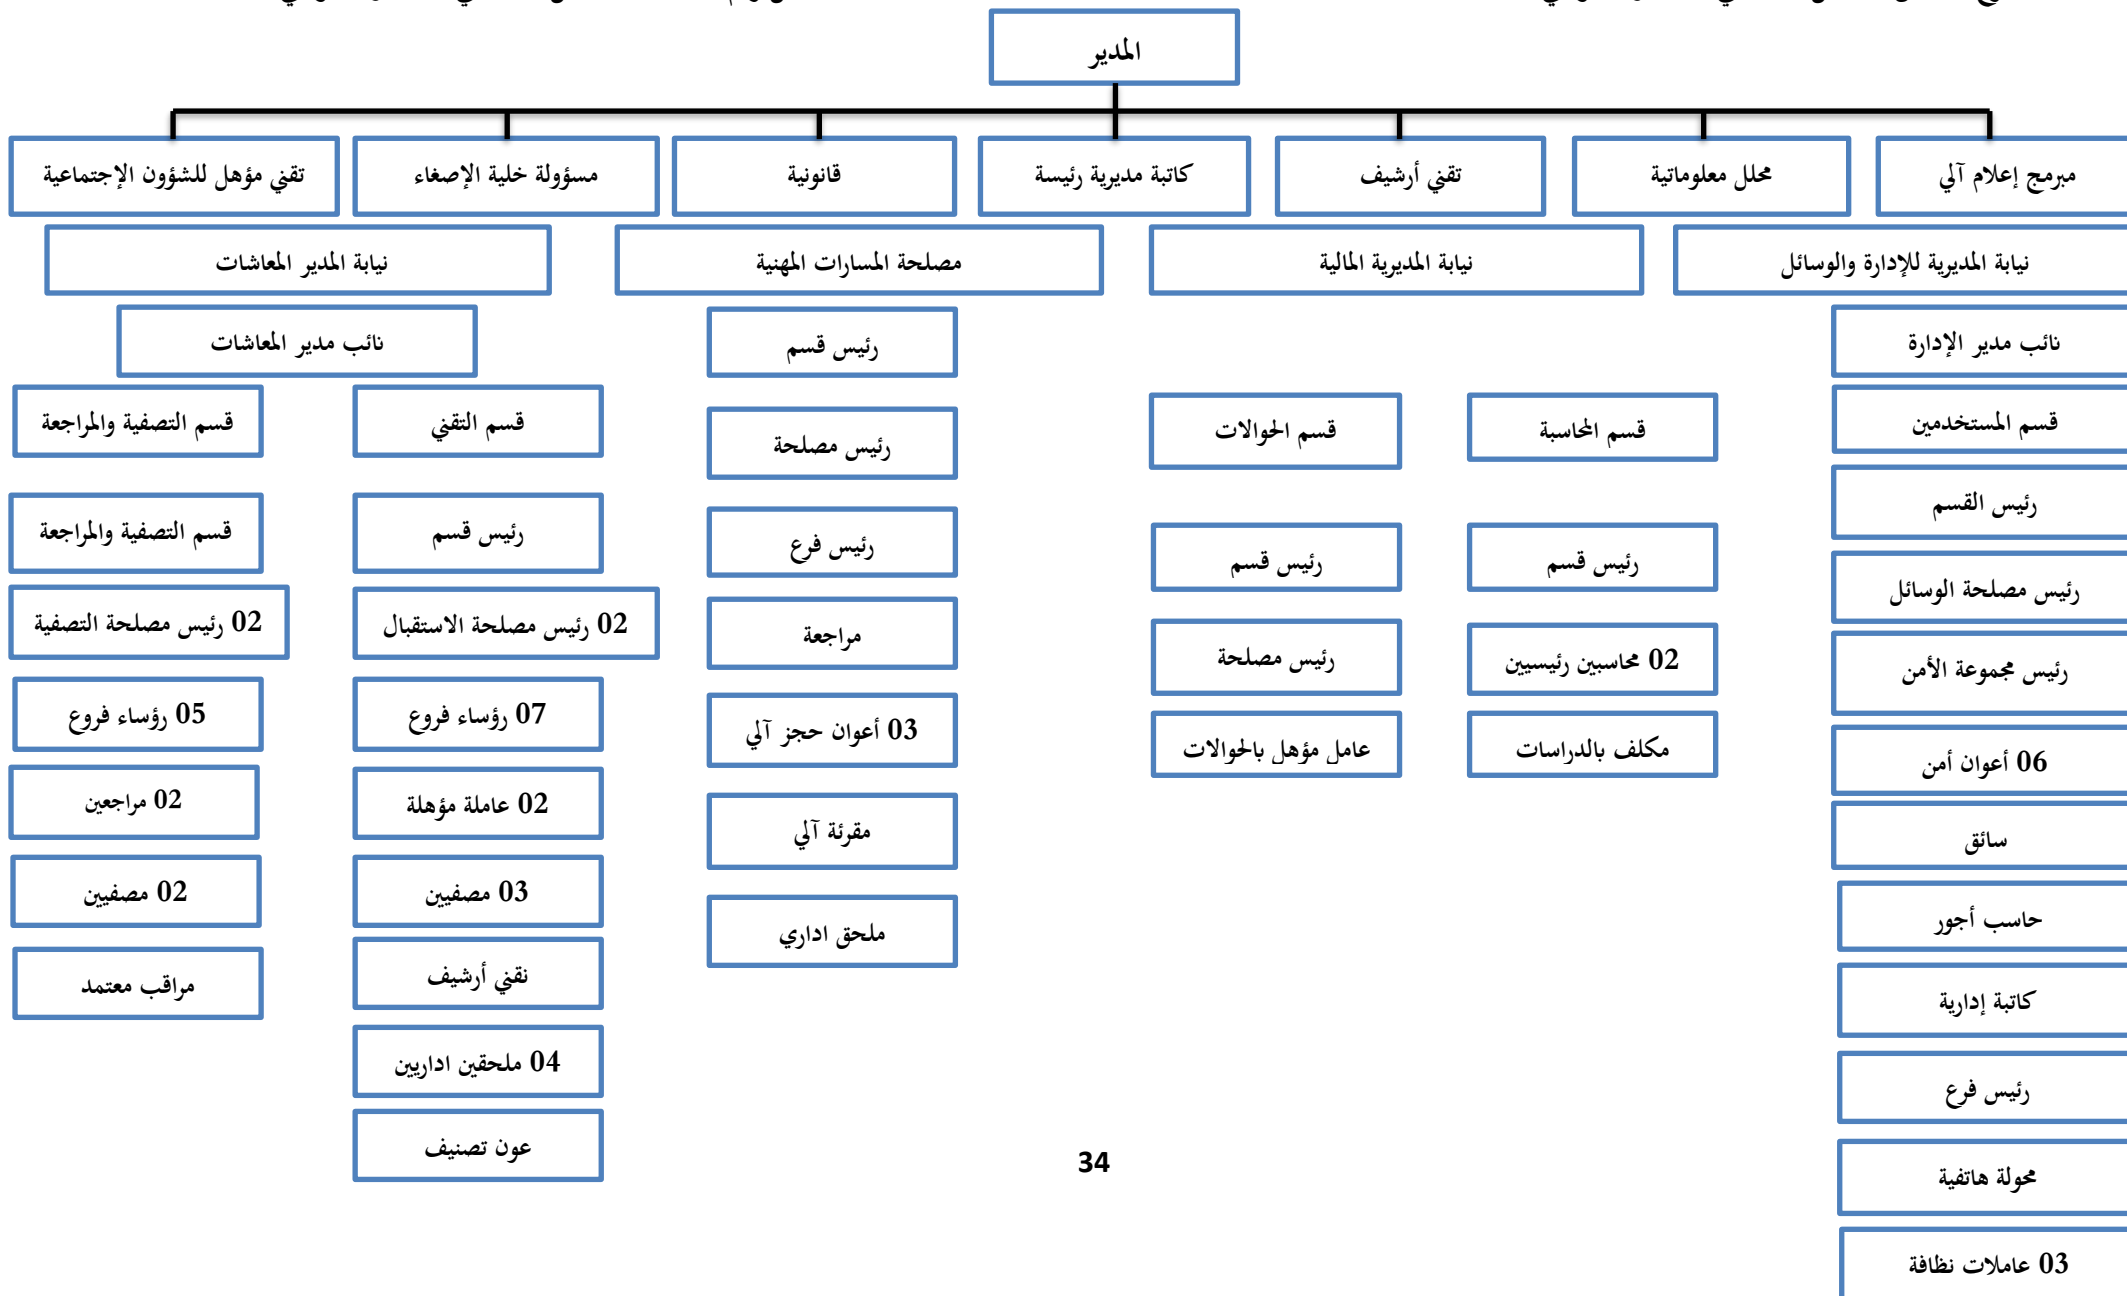 المدير
مبرمج إعلام آلي
محلل معلوماتية
تقني أرشيف
كاتبة مديرية رئيسة
قانونية
مسؤولة خلية الإصغاء
تقني مؤهل للشؤون الإجتماعية
نيابة المديرية للإدارة والوسائل
نيابة المديرية المالية
مصلحة المسارات المهنية
نيابة المدير المعاشات
نائب مدير الإدارة
قسم المستخدمين
رئيس القسم
رئيس مصلحة الوسائل
رئيس مجموعة الأمن
06 أعوان أمن
سائق
حاسب أجور
كاتبة إدارية
رئيس فرع
محولة هاتفية
03 عاملات نظافة
قسم المحاسبة
رئيس قسم
02 محاسبين رئيسيين
مكلف بالدراسات
قسم الحوالات
رئيس قسم
رئيس مصلحة
عامل مؤهل بالحوالات
رئيس قسم
رئيس مصلحة
رئيس فرع
مراجعة
03 أعوان حجز آلي
مقرئة آلي
ملحق اداري
نائب مدير المعاشات
قسم التقني
رئيس قسم
02 رئيس مصلحة الاستقبال
07 رؤساء فروع
02 عاملة مؤهلة
03 مصفيين
نقني أرشيف
04 ملحقين اداريين
عون تصنيف
قسم التصفية والمراجعة
قسم التصفية والمراجعة
02 رئيس مصلحة التصفية
05 رؤساء فروع
02 مراجعين
02 مصفيين
مراقب معتمد
34